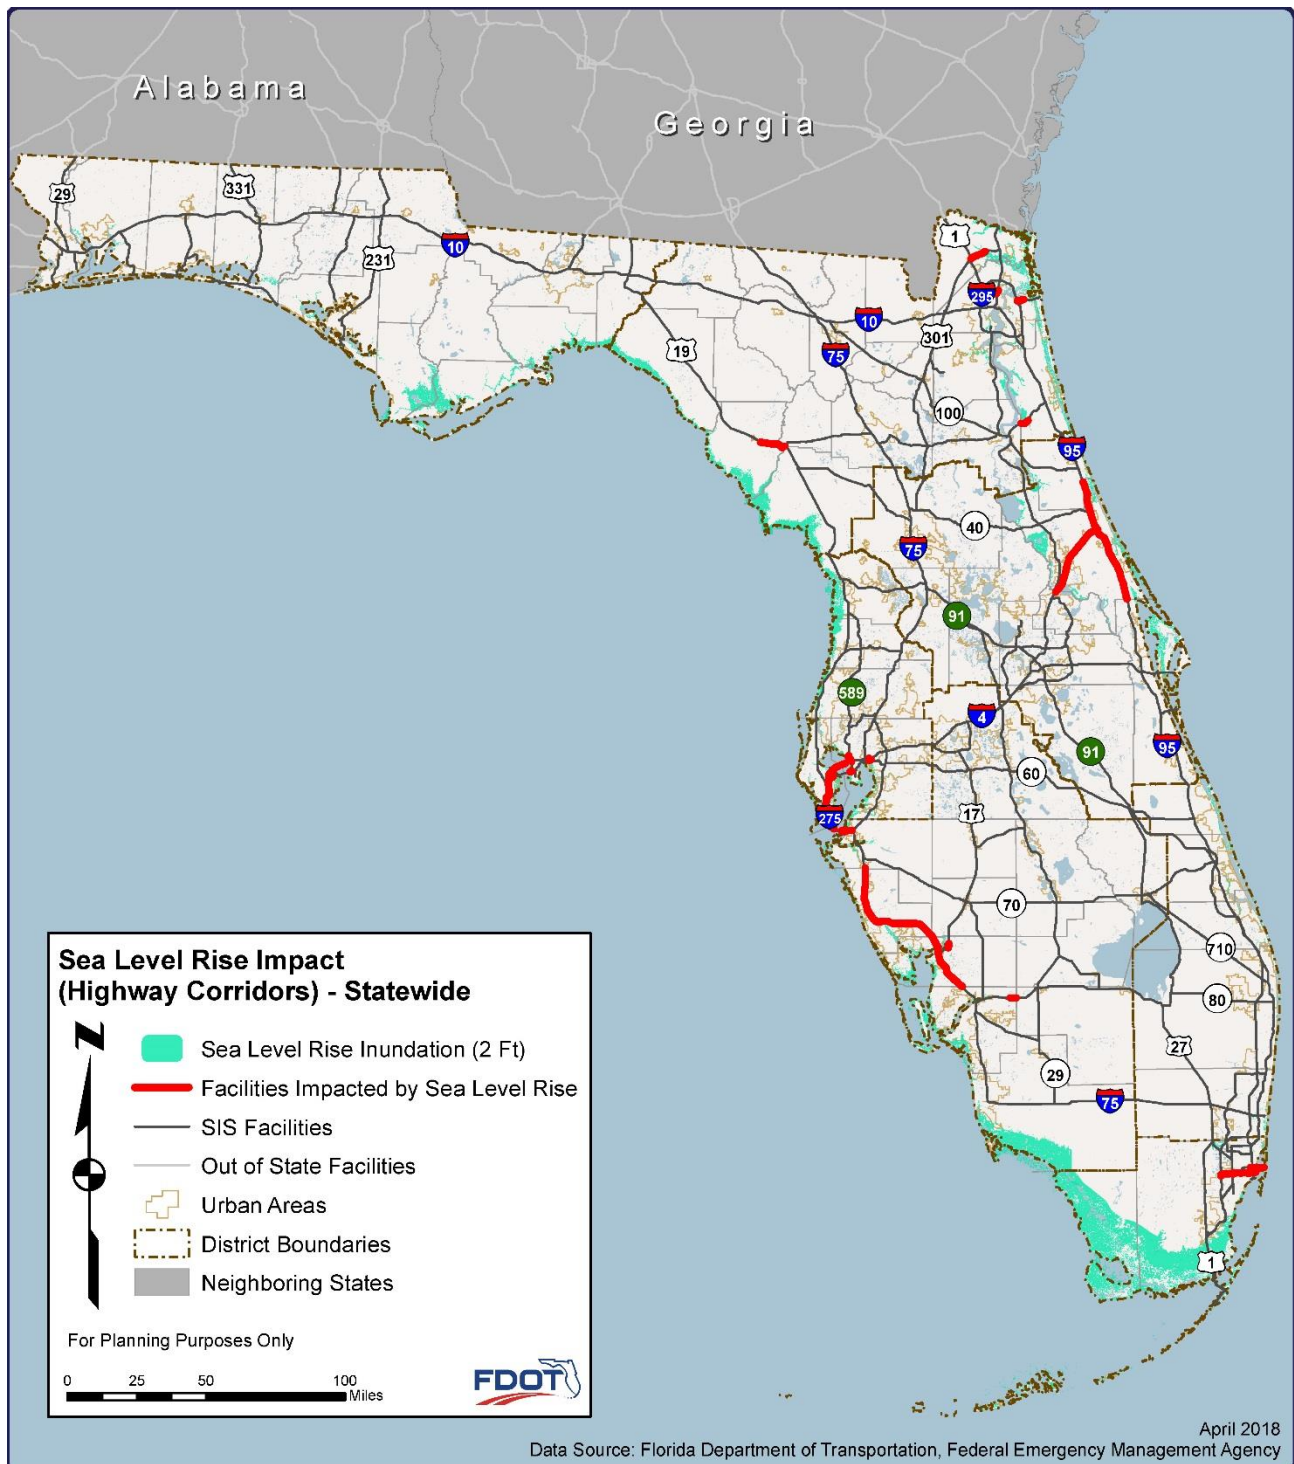 Alabama
Georgia
29
331
231
10
1
295
10
301
19
75
100
95
40
75
91
589
4
91
95
60
275
17
70
710
80
27
29
75
1
Sea Level Rise Impact
(Highway Corridors) - Statewide
N
Sea Level Rise Inundation (2 Ft)
Facilities Impacted by Sea Level Rise
SIS Facilities
Out of State Facilities
Urban Areas
District Boundaries
Neighboring States
For Planning Purposes Only
0 25 50 100
Miles
FDOT
April 2018
Data Source: Florida Department of Transportation, Federal Emergency Management Agency